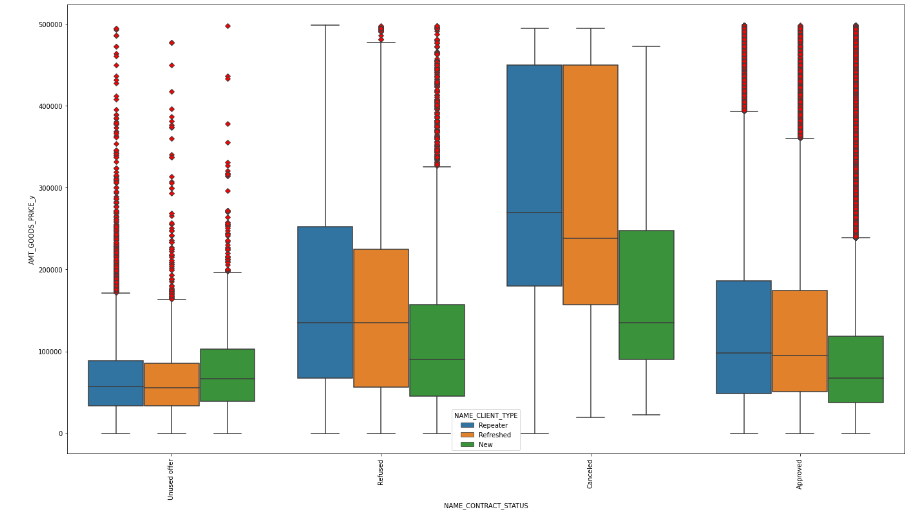 500000
400000
300000
200000
100000
0
AMT_GOODS_PRICE_y
NAME_CLIENT_TYPE
Repeater
Refreshed
New
Unused offer
Refused
Canceled
Approved
NAME_CONTRACT_STATUS